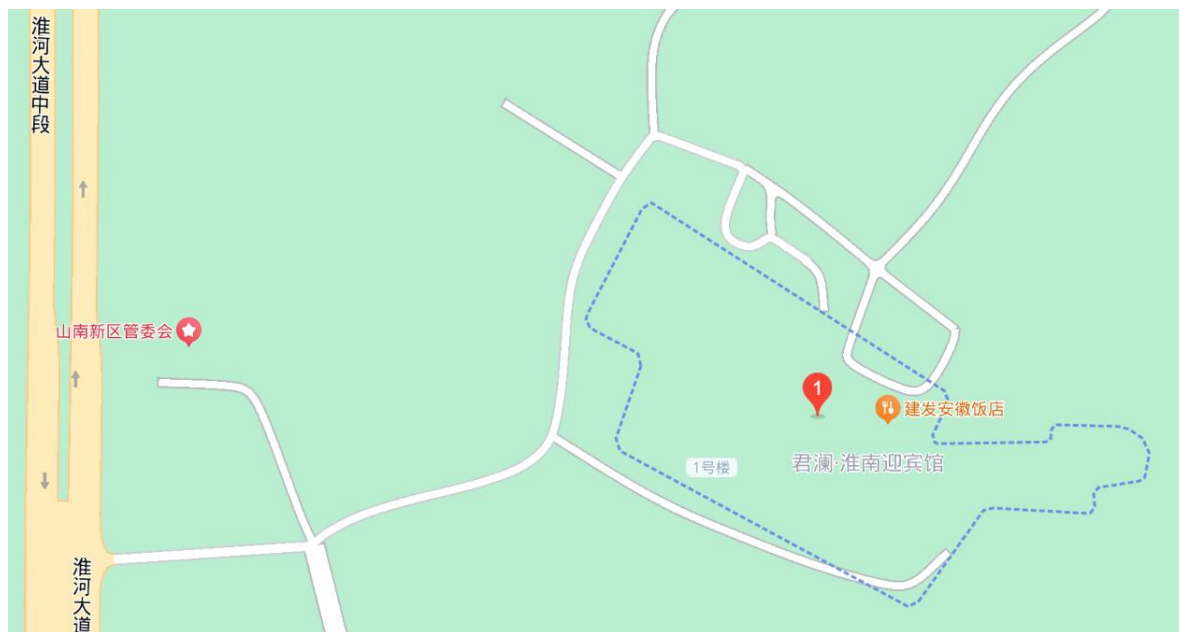 淮河大道中段
山南新区管委会
1
建发安徽饭店
君澜·淮南迎宾馆
1号楼
淮河大道